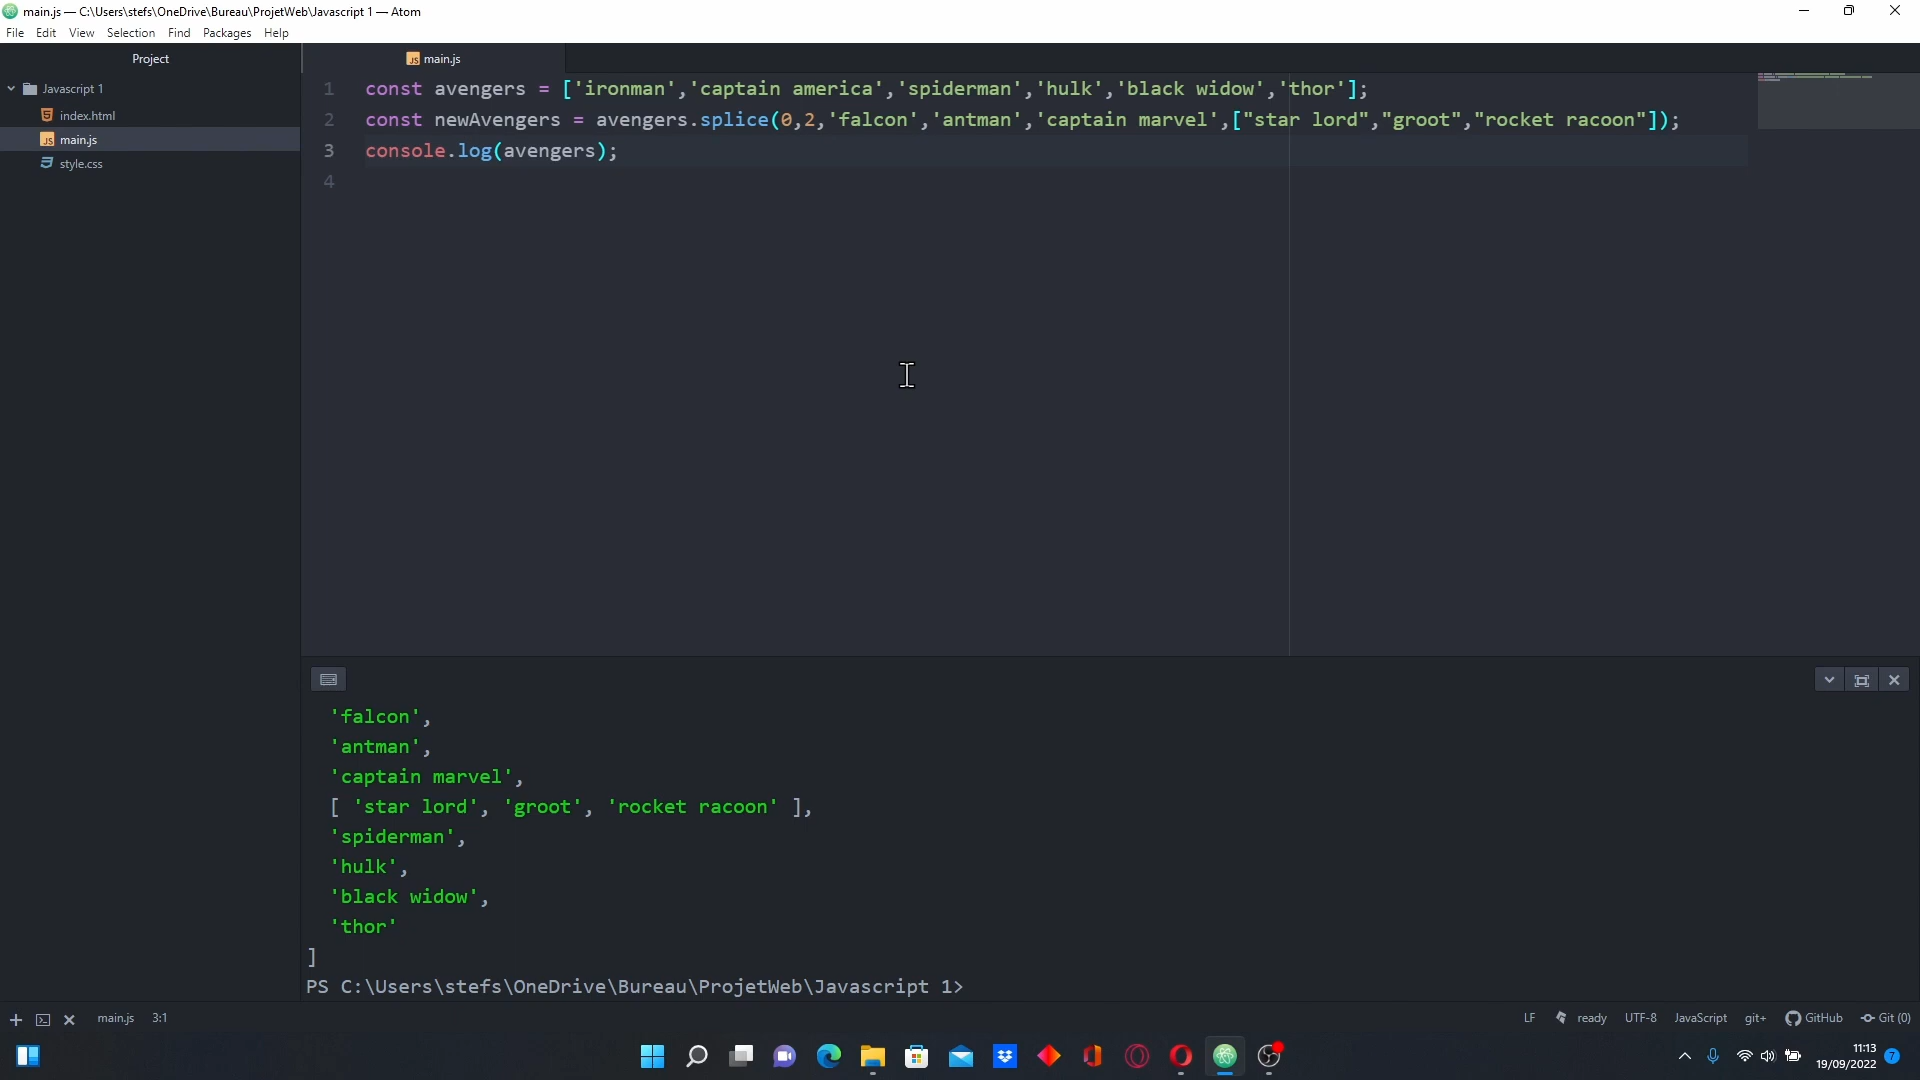 main.js — C:\Users\stefs\OneDrive\Bureau\ProjetWeb\Javascript 1 — Atom
File Edit View Selection Find Packages Help
Project
main.js
Javascript 1
index.html
main.js
style.css
1 const avengers = ['ironman','captain america','spiderman','hulk','black widow','thor'];
2 const newAvengers = avengers.splice(0,2,'falcon','antman','captain marvel',["star lord","groot","rocket racoon"]);
3 console.log(avengers);
4
'falcon',
'antman',
'captain marvel',
[ 'star lord', 'groot', 'rocket racoon' ],
'spiderman',
'hulk',
'black widow',
'thor'
]
PS C:\Users\stefs\OneDrive\Bureau\ProjetWeb\Javascript 1>
main.js 3:1 LF ready UTF-8 JavaScript git+ GitHub Git (0)
11:13
19/09/2022 7